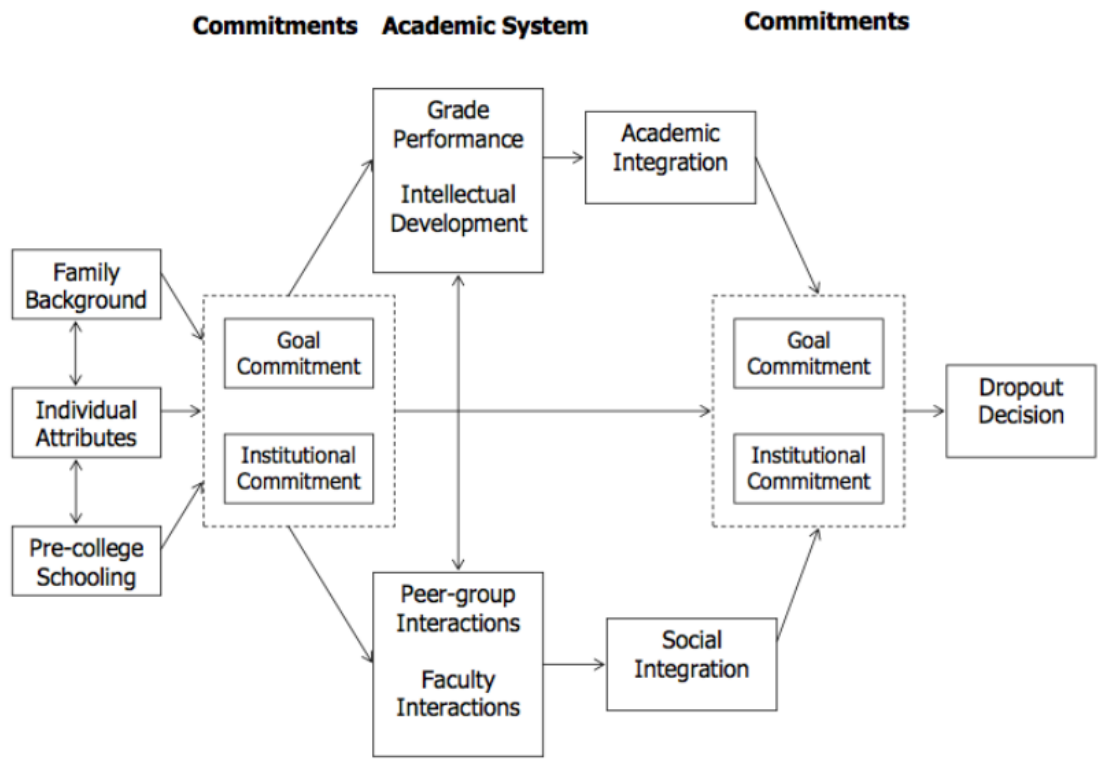 Commitments
Academic System
Commitments
Grade
Performance
Intellectual
Development
Academic
Integration
Family
Background
Individual
Attributes
Pre-college
Schooling
Goal
Commitment
Institutional
Commitment
Goal
Commitment
Institutional
Commitment
Dropout
Decision
Peer-group
Interactions
Faculty
Interactions
Social
Integration